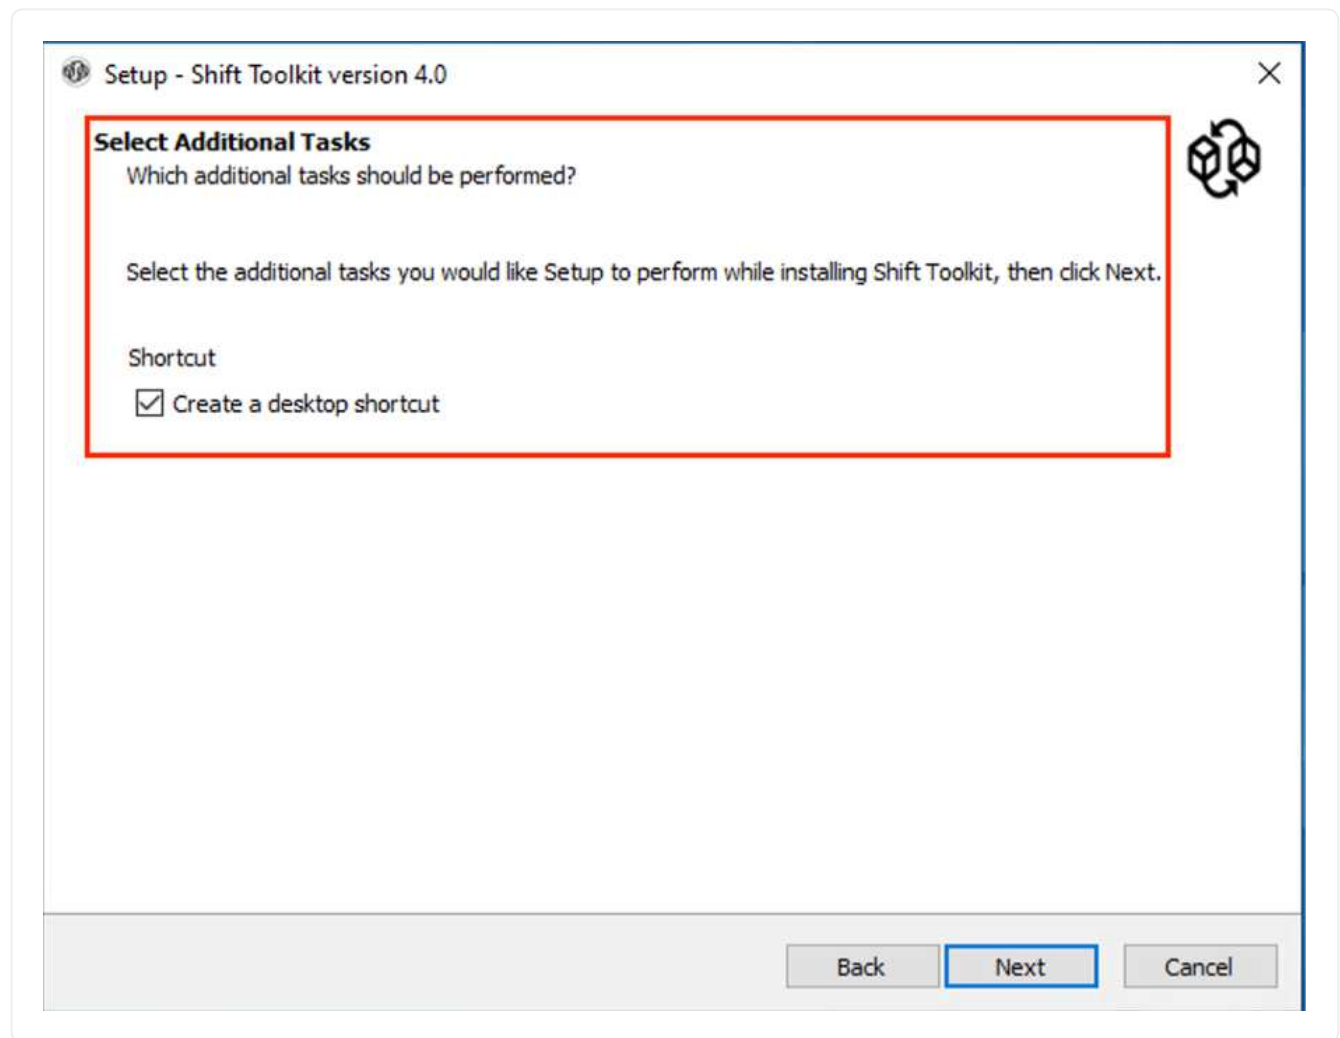 Setup - Shift Toolkit version 4.0
Select Additional Tasks
Which additional tasks should be performed?
Select the additional tasks you would like Setup to perform while installing Shift Toolkit, then click Next.
Shortcut
Create a desktop shortcut
Back Next Cancel